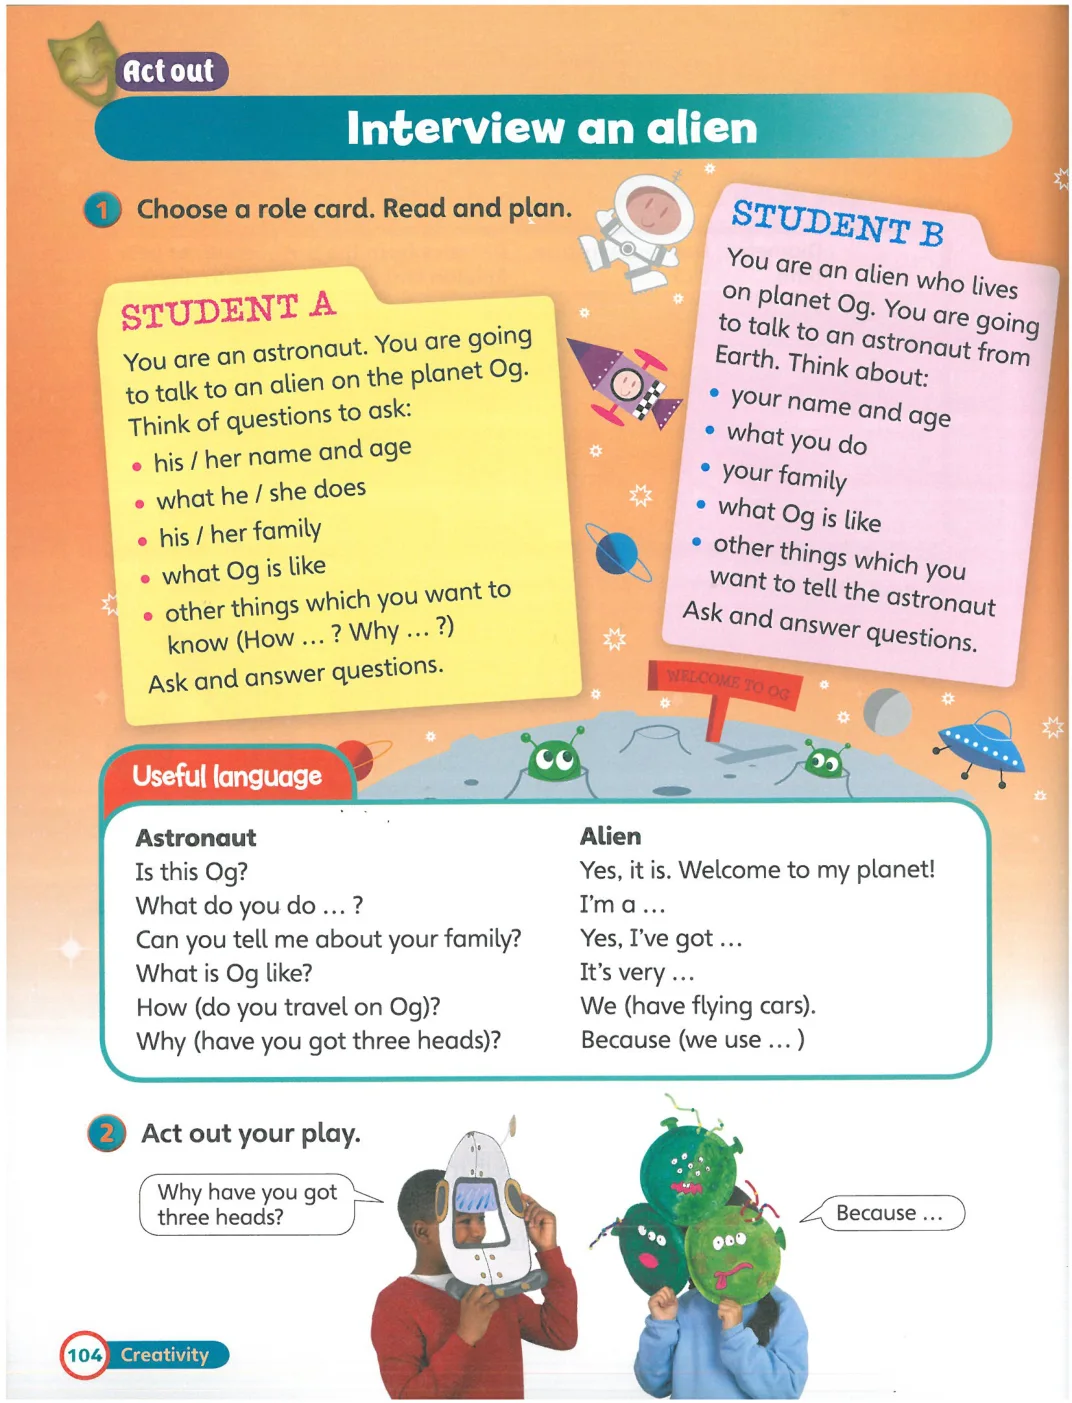 Act out
Interview an alien
1 Choose a role card. Read and plan.
STUDENT A
You are an astronaut. You are going
to talk to an alien on the planet Og.
Think of questions to ask:
• his / her name and age
• what he / she does
• his / her family
• what Og is like
• other things which you want to
know (How ... ? Why ... ?)
Ask and answer questions.
STUDENT B
You are an alien who lives
on planet Og. You are going
to talk to an astronaut from
Earth. Think about:
• your name and age
• what you do
• your family
• what Og is like
• other things which you
want to tell the astronaut
Ask and answer questions.
WELCOME TO OG
Useful language
Astronaut
Is this Og?
What do you do ... ?
Can you tell me about your family?
What is Og like?
How (do you travel on Og)?
Why (have you got three heads)?
Alien
Yes, it is. Welcome to my planet!
I'm a ...
Yes, I've got ...
It's very ...
We (have flying cars).
Because (we use ... )
2 Act out your play.
Why have you got
three heads?
Because ...
104 Creativity